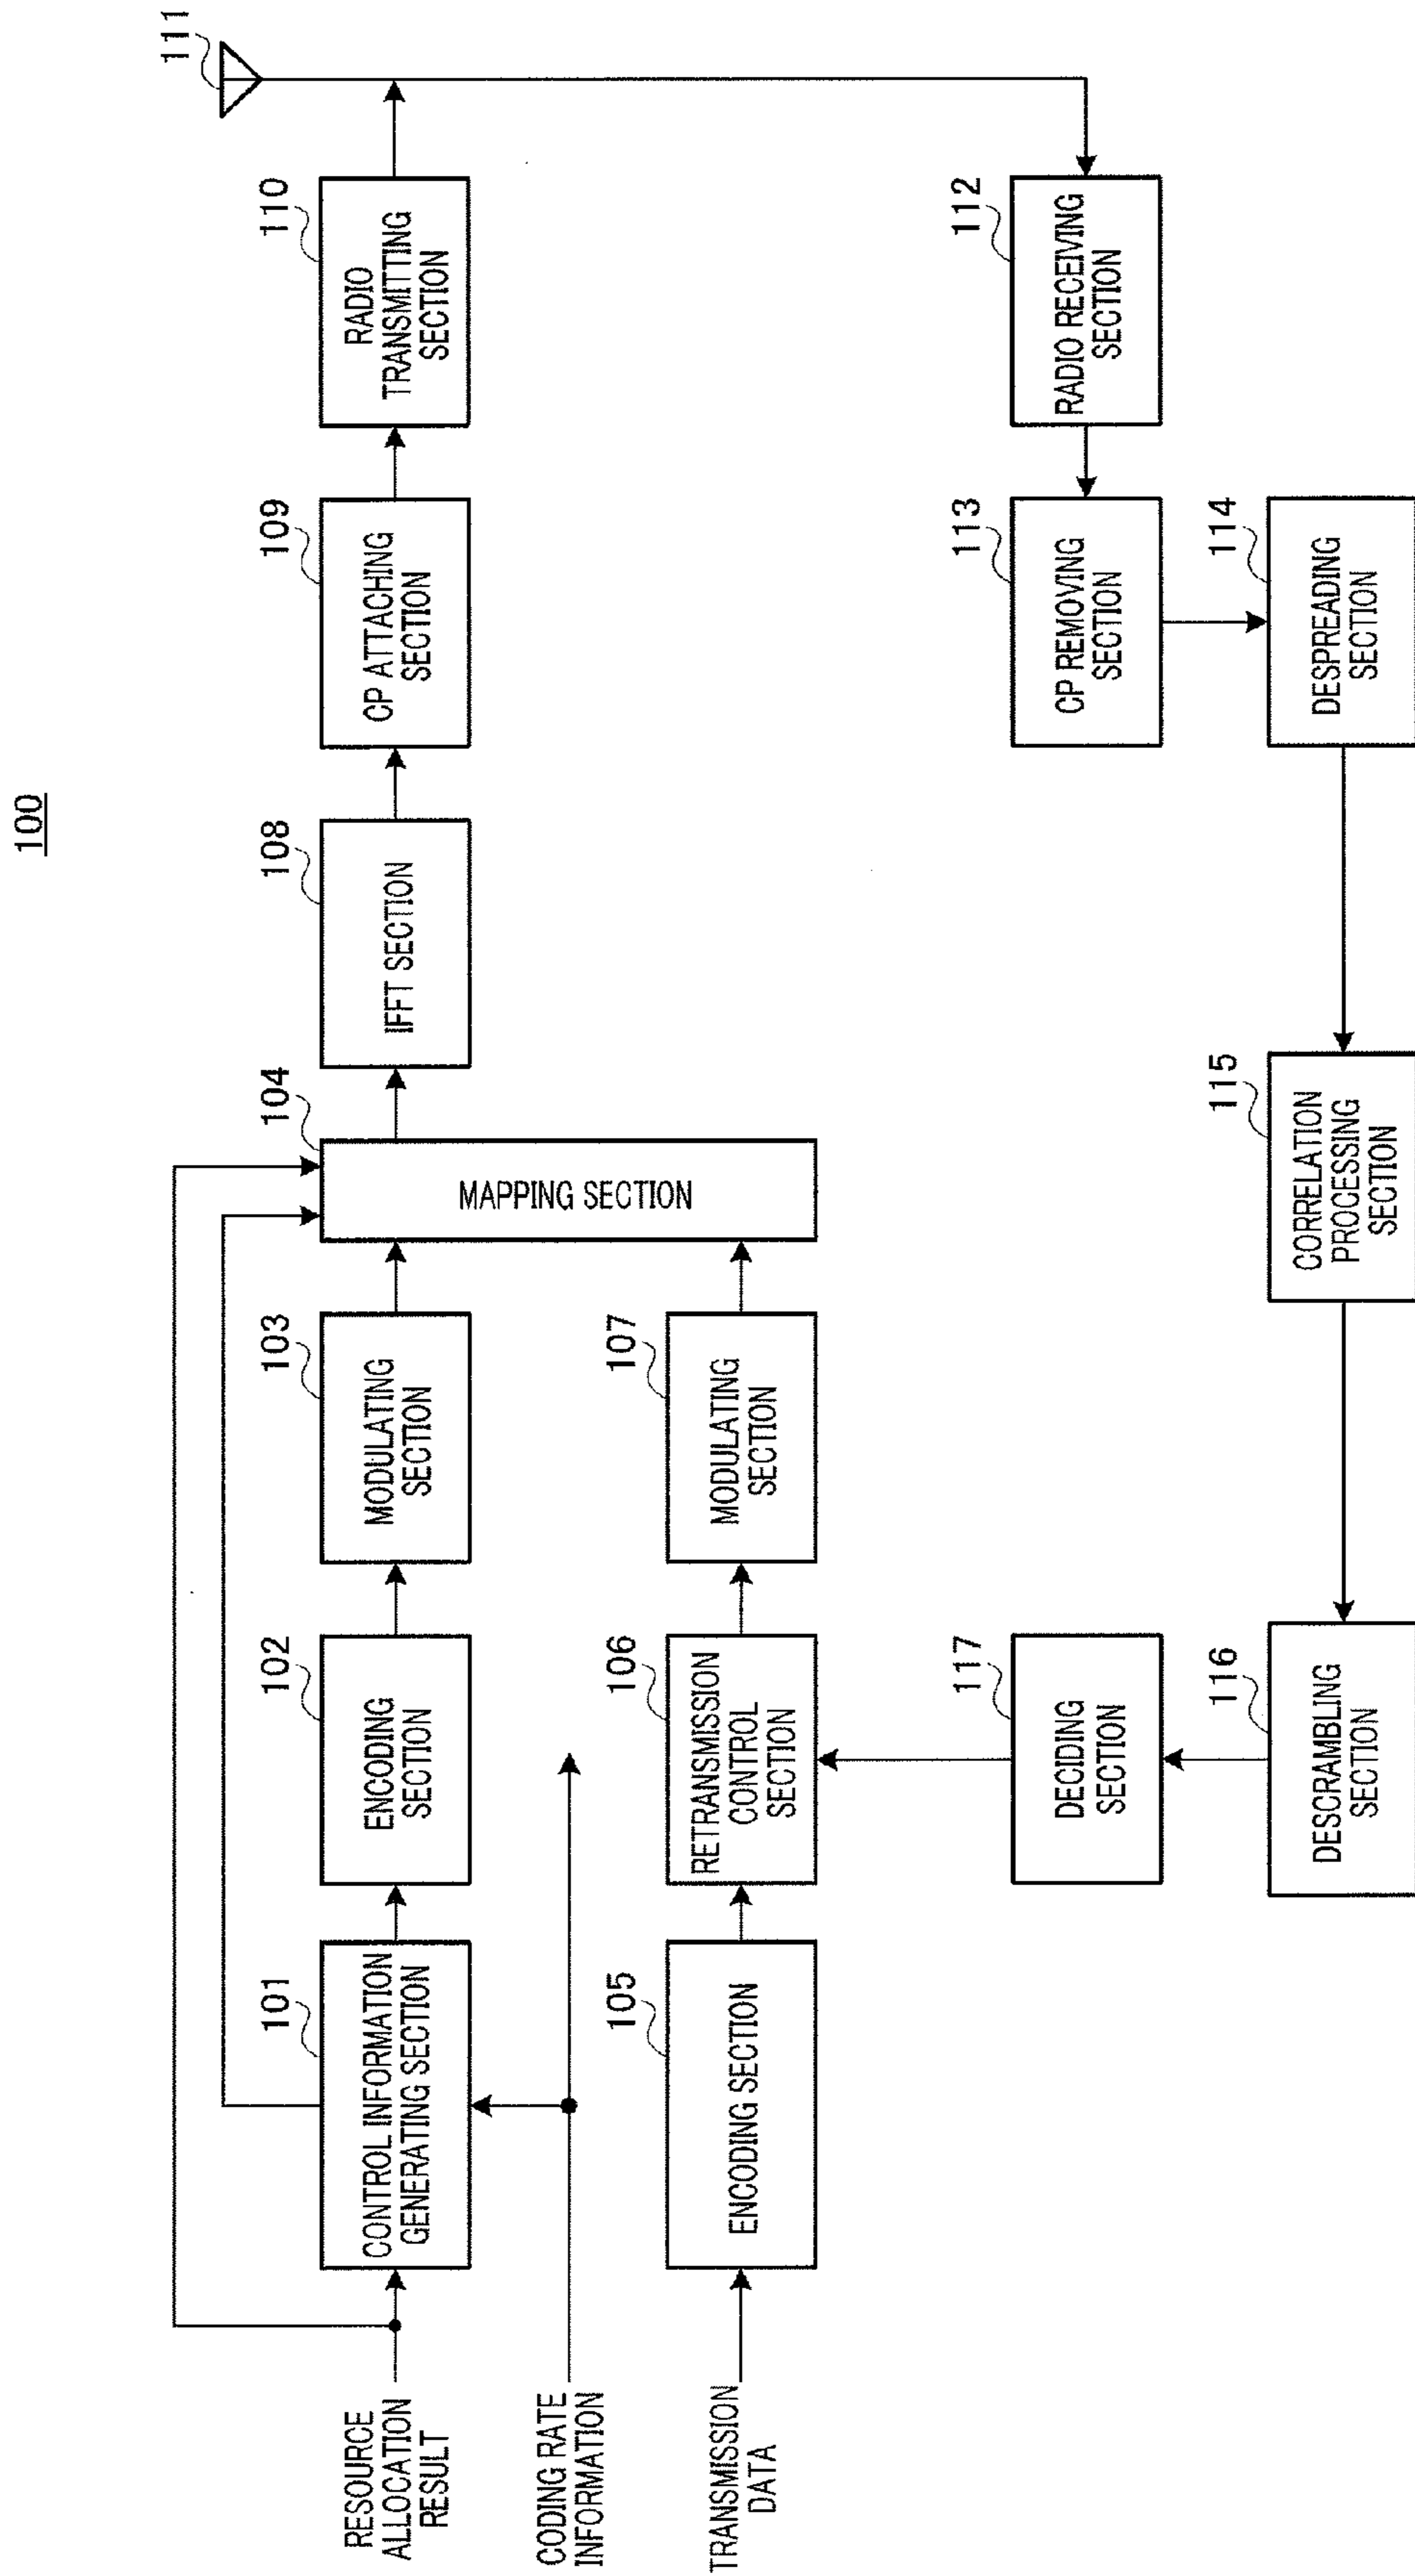 100
111
110
RADIO
TRANSMITTING
SECTION
109
CP ATTACHING
SECTION
108
IFFT SECTION
104
MAPPING SECTION
103
MODULATING
SECTION
102
ENCODING
SECTION
101
CONTROL INFORMATION
GENERATING SECTION
RESOURCE
ALLOCATION
RESULT
CODING RATE
INFORMATION
TRANSMISSION
DATA
105
ENCODING SECTION
106
RETRANSMISSION
CONTROL
SECTION
107
MODULATING
SECTION
112
RADIO RECEIVING
SECTION
113
CP REMOVING
SECTION
114
DESPREADING
SECTION
115
CORRELATION
PROCESSING
SECTION
116
DESCRAMBLING
SECTION
117
DECIDING
SECTION